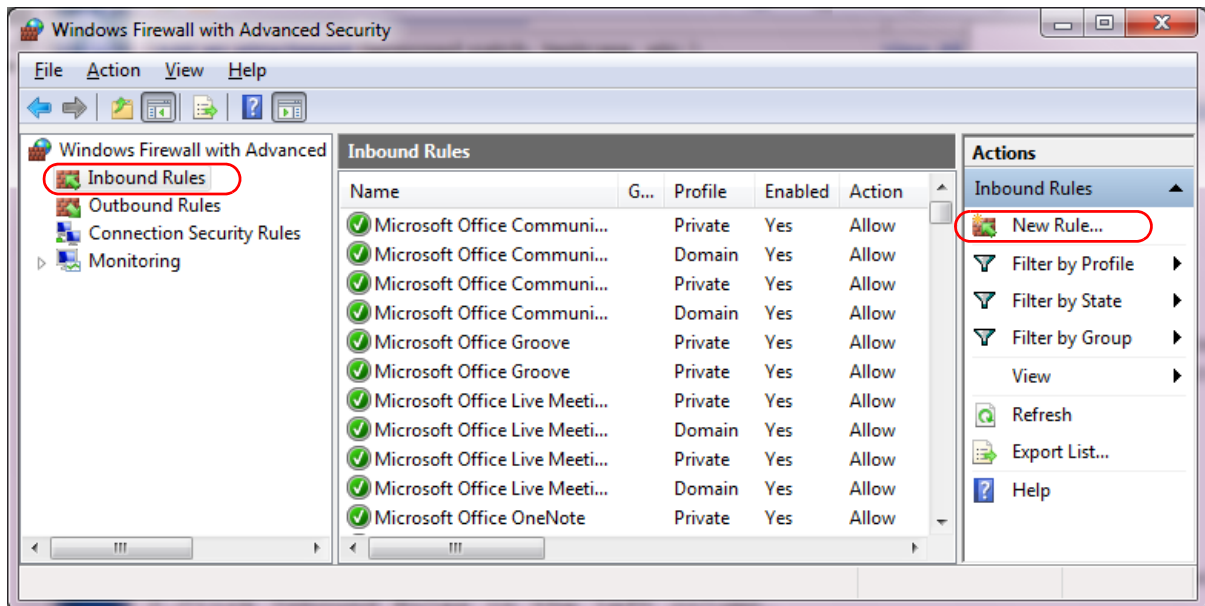 Windows Firewall with Advanced Security
File Action View Help
Windows Firewall with Advanced
Inbound Rules
Outbound Rules
Connection Security Rules
Monitoring
Inbound Rules
Name G... Profile Enabled Action
Microsoft Office Communi... Private Yes Allow
Microsoft Office Communi... Domain Yes Allow
Microsoft Office Communi... Private Yes Allow
Microsoft Office Communi... Domain Yes Allow
Microsoft Office Groove Private Yes Allow
Microsoft Office Groove Private Yes Allow
Microsoft Office Live Meeti... Private Yes Allow
Microsoft Office Live Meeti... Domain Yes Allow
Microsoft Office Live Meeti... Private Yes Allow
Microsoft Office Live Meeti... Domain Yes Allow
Microsoft Office OneNote Private Yes Allow
Actions
Inbound Rules
New Rule...
Filter by Profile
Filter by State
Filter by Group
View
Refresh
Export List...
Help